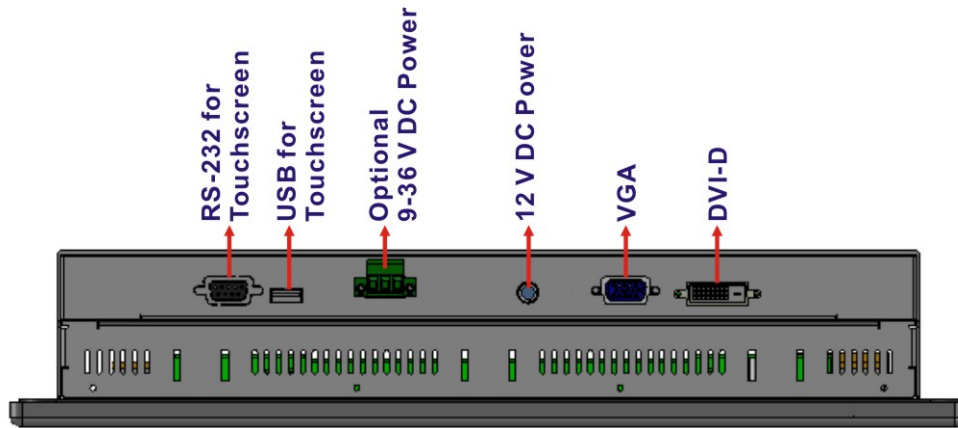 RS-232 for
Touchscreen
USB for
Touchscreen
Optional
9-36 V DC Power
12 V DC Power
VGA
DVI-D